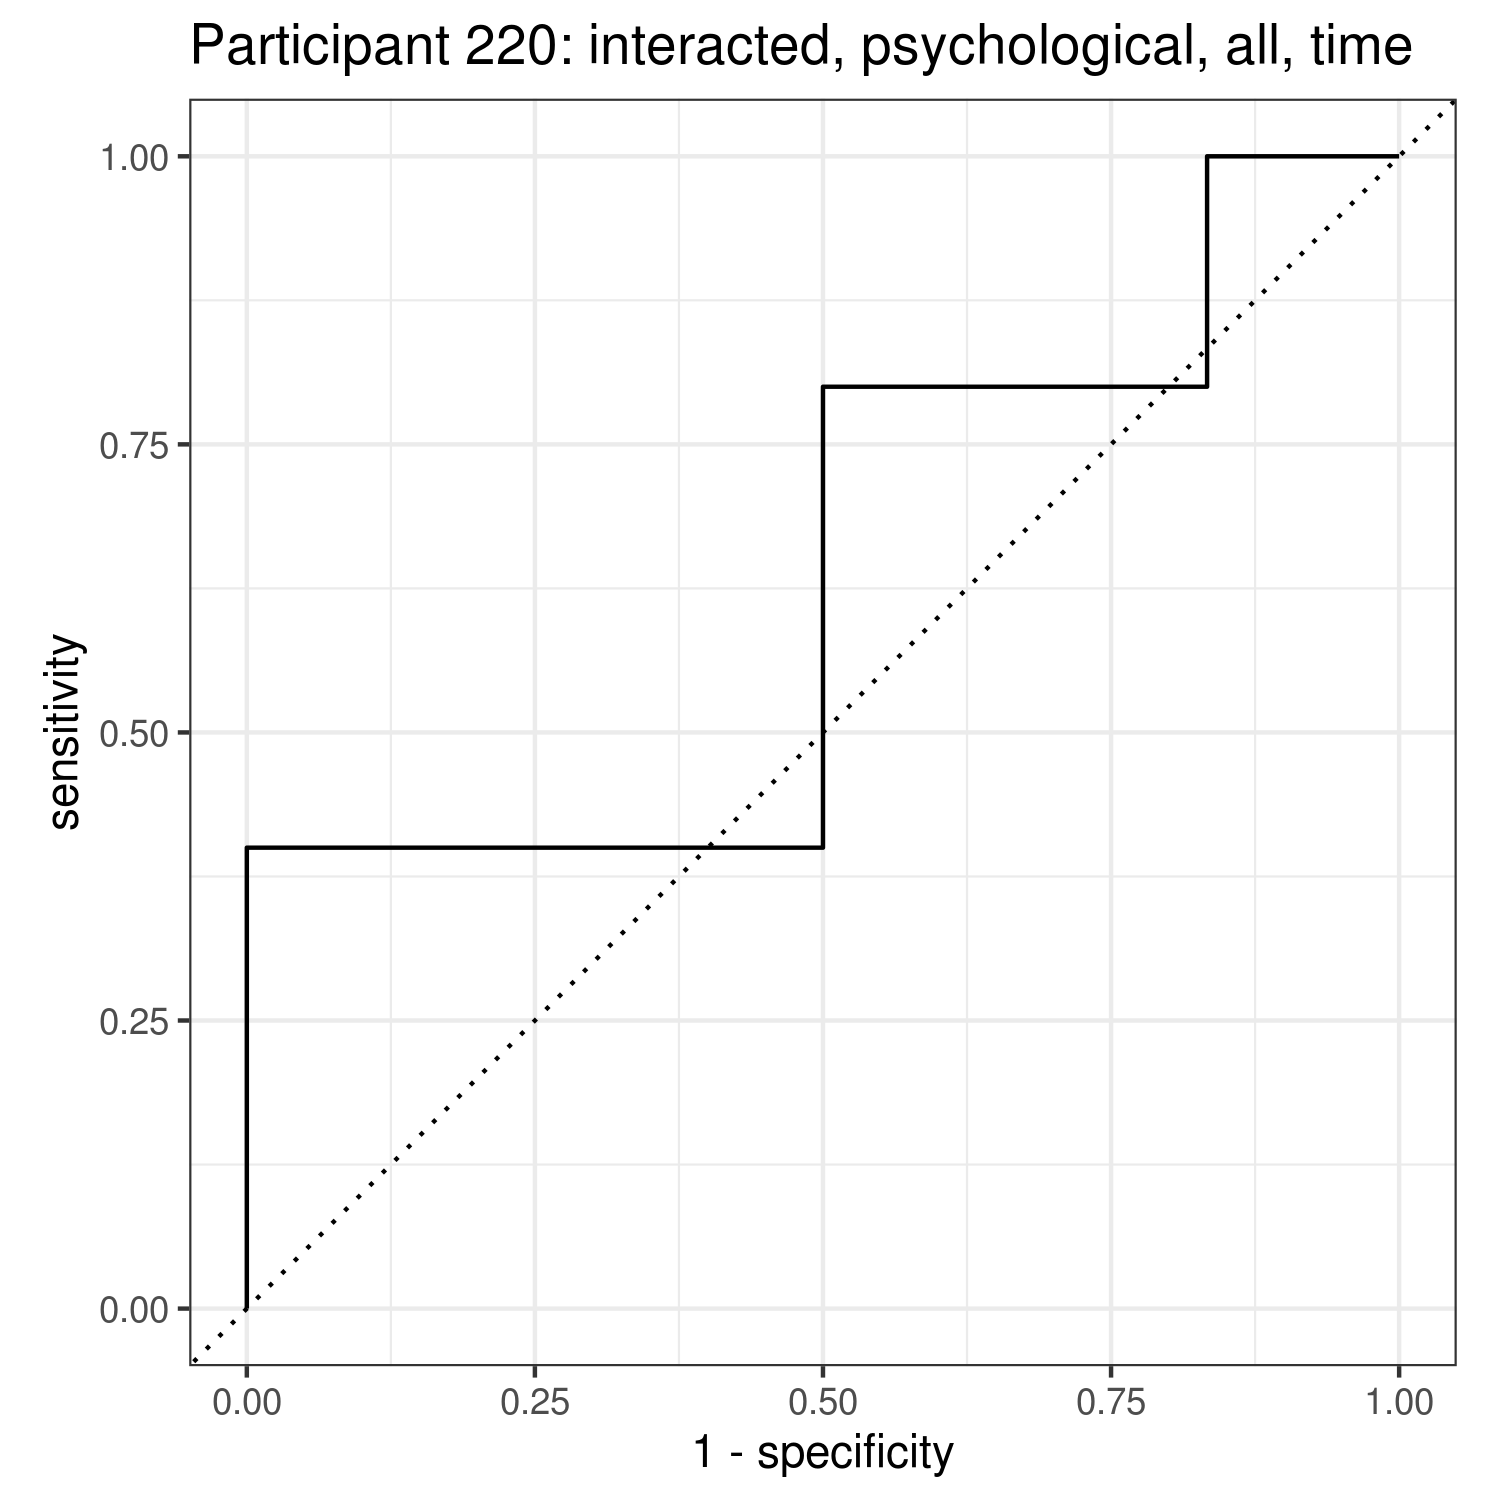 Participant 220: interacted, psychological, all, time
1.00
0.75
0.50
0.25
0.00
sensitivity
0.00 0.25 0.50 0.75 1.00
1 - specificity